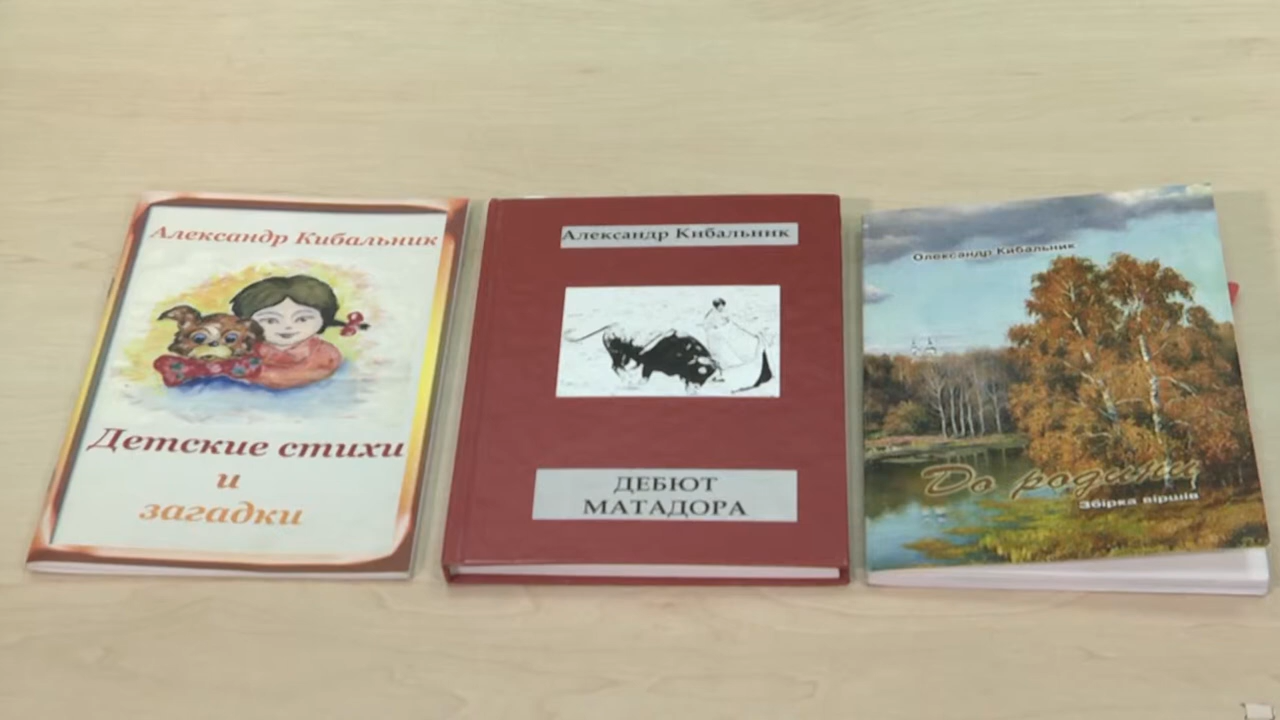 Александр Кибальник
Детские стихи
и
загадки
Александр Кибальник
ДЕБЮТ
МАТАДОРА
Олександр Кибальник
До родини
Збірка віршів